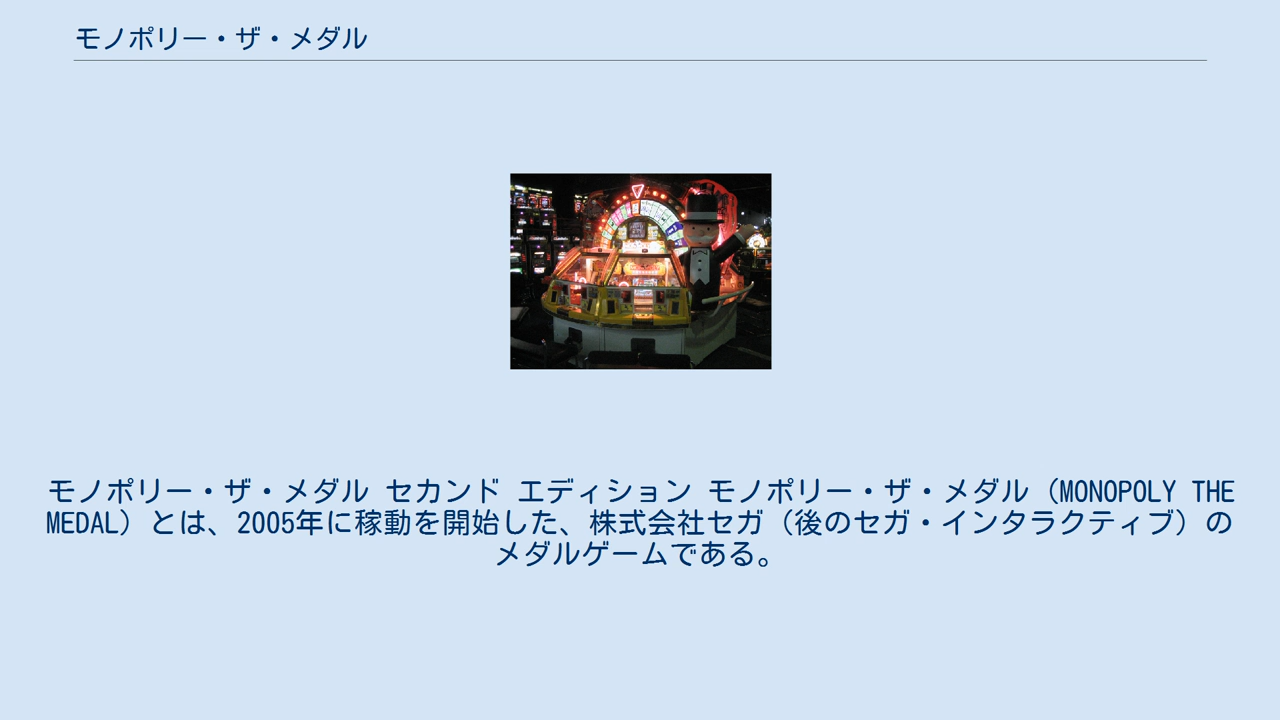 モノポリー・ザ・メダル
モノポリー・ザ・メダル セカンド エディション モノポリー・ザ・メダル（MONOPOLY THE
MEDAL）とは、2005年に稼動を開始した、株式会社セガ（後のセガ・インタラクティブ）の
メダルゲームである。